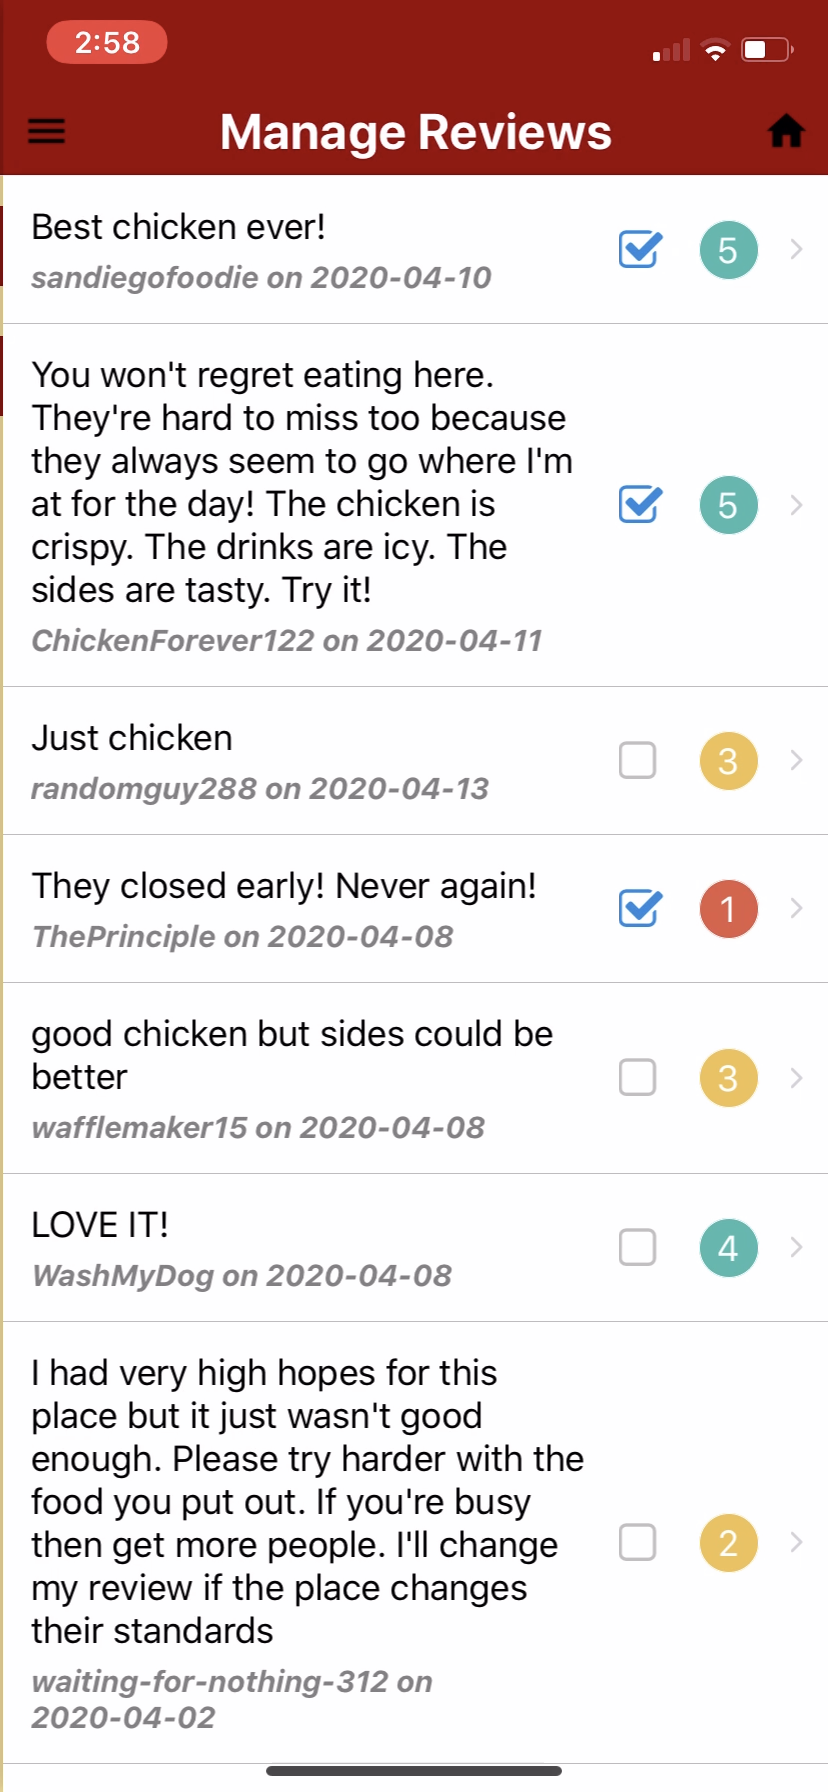 2:58
Manage Reviews
Best chicken ever!
sandiegofoodie on 2020-04-10
5
You won't regret eating here.
They're hard to miss too because
they always seem to go where I'm
at for the day! The chicken is
crispy. The drinks are icy. The
sides are tasty. Try it!
ChickenForever122 on 2020-04-11
5
Just chicken
randomguy288 on 2020-04-13
3
They closed early! Never again!
ThePrinciple on 2020-04-08
1
good chicken but sides could be
better
wafflemaker15 on 2020-04-08
3
LOVE IT!
WashMyDog on 2020-04-08
4
I had very high hopes for this
place but it just wasn't good
enough. Please try harder with the
food you put out. If you're busy
then get more people. I'll change
my review if the place changes
their standards
waiting-for-nothing-312 on
2020-04-02
2